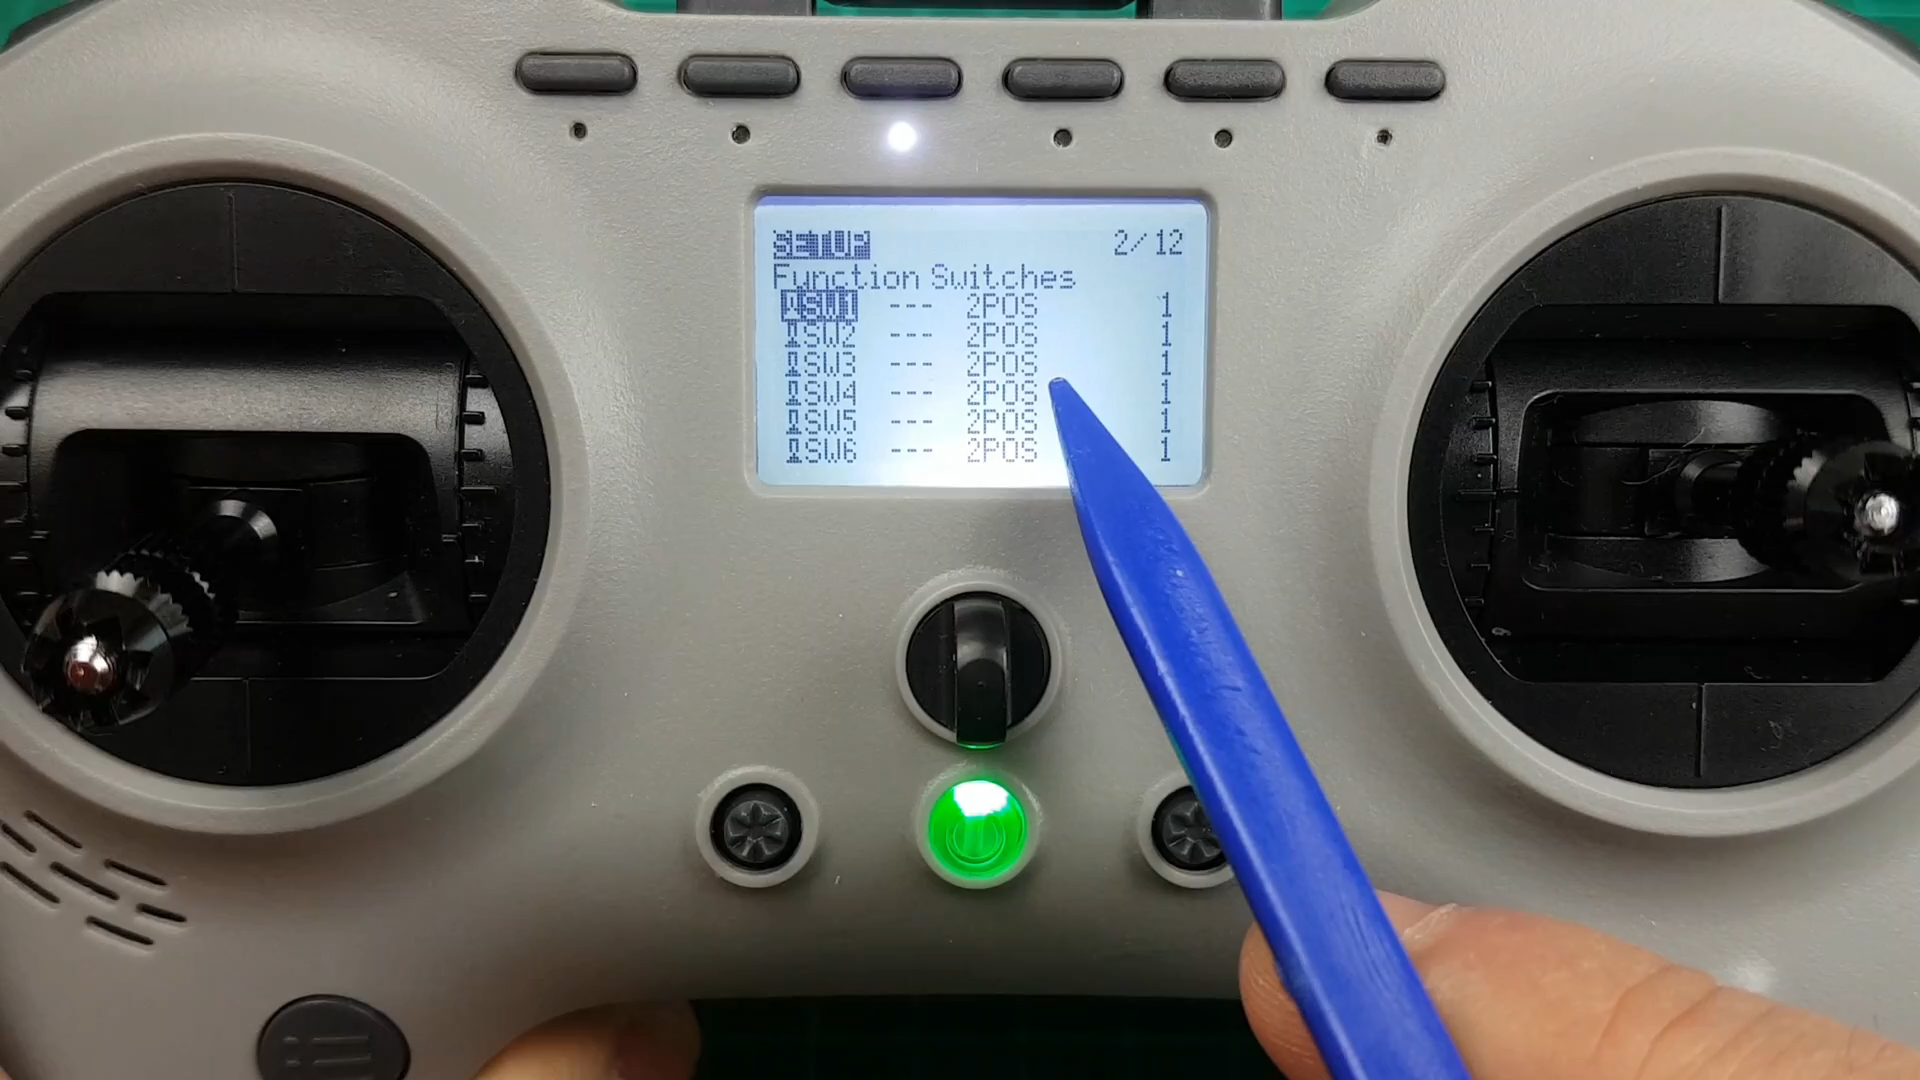 SETUP 2/12
Function Switches
SW1 --- 2POS 1
SW2 --- 2POS 1
SW3 --- 2POS 1
SW4 --- 2POS 1
SW5 --- 2POS 1
SW6 --- 2POS 1